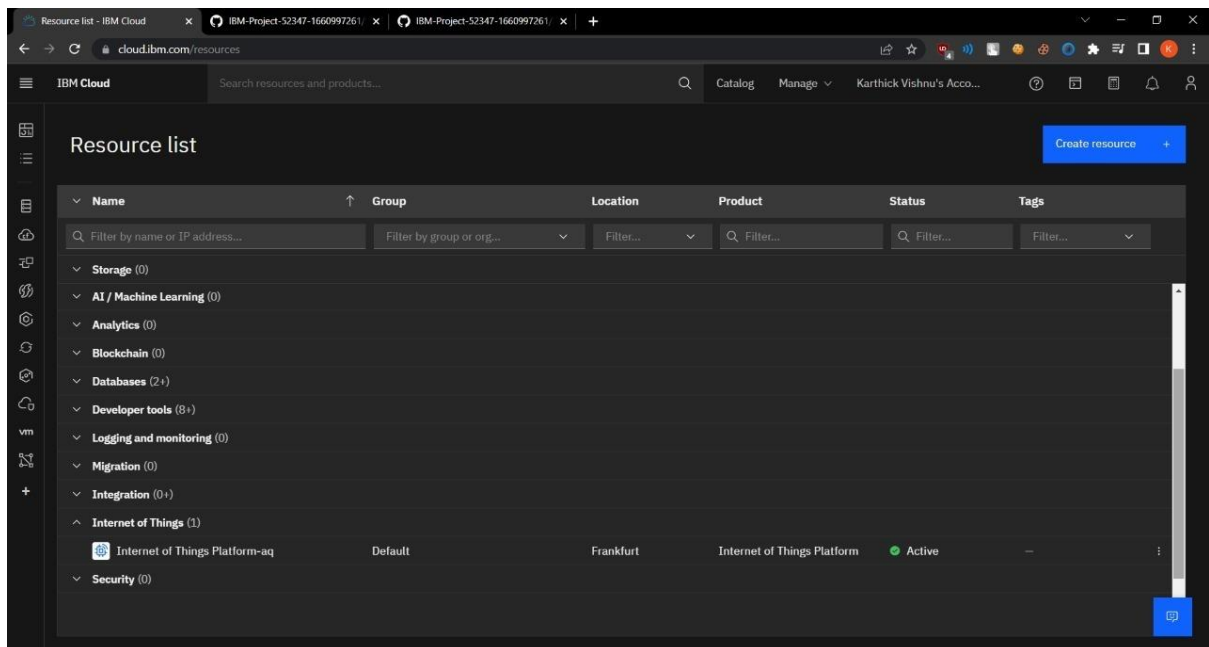 Resource list - IBM Cloud
IBM-Project-52347-1660997261/
IBM-Project-52347-1660997261/
cloud.ibm.com/resources
4
K
IBM Cloud
Search resources and products...
Catalog
Manage
Karthick Vishnu's Acco...
Resource list
Create resource +
Name
Group
Location
Product
Status
Tags
Filter by name or IP address...
Filter by group or org...
Filter...
Filter...
Filter...
Filter...
Storage (0)
AI / Machine Learning (0)
Analytics (0)
Blockchain (0)
Databases (2+)
Developer tools (8+)
Logging and monitoring (0)
vm
Migration (0)
Integration (0+)
Internet of Things (1)
Internet of Things Platform-aq Default Frankfurt Internet of Things Platform Active —
Security (0)